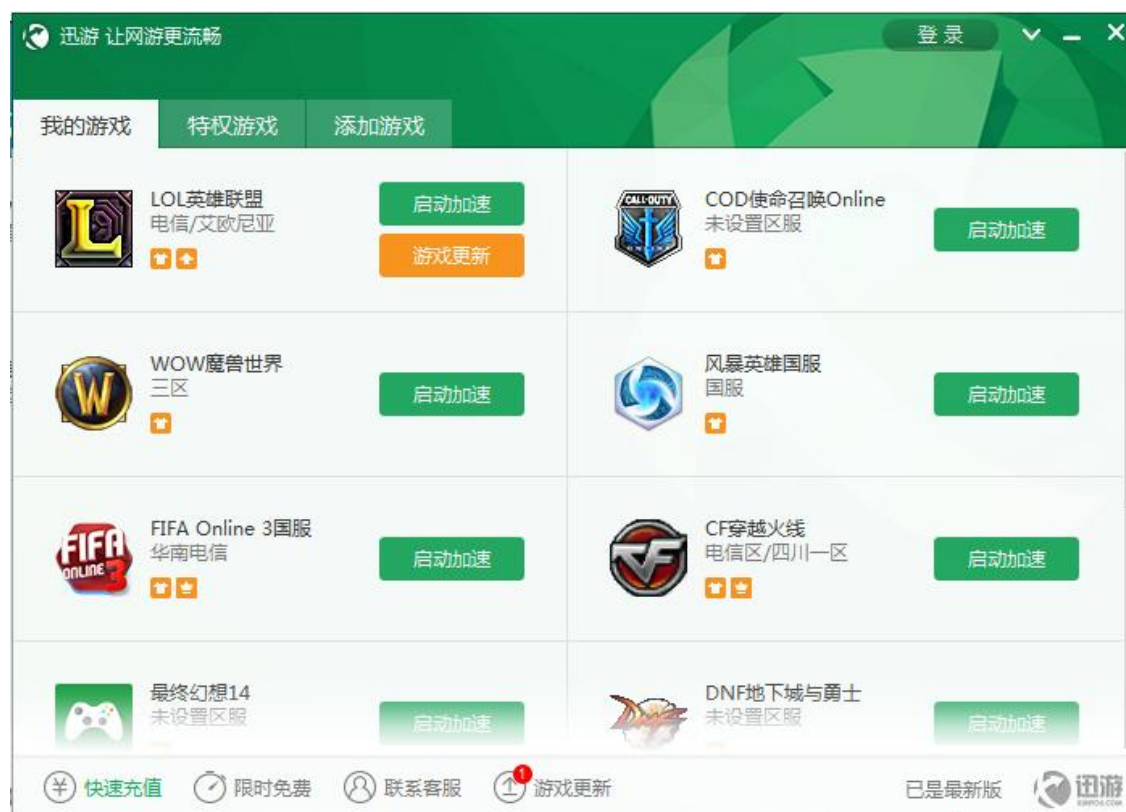 迅游 让网游更流畅
登录
我的游戏 特权游戏 添加游戏
LOL英雄联盟
电信/艾欧尼亚
启动加速
游戏更新
CALL·DUTY
COD使命召唤Online
未设置区服
启动加速
WOW魔兽世界
三区
启动加速
风暴英雄国服
国服
启动加速
FIFA ONLINE 3
FIFA Online 3国服
华南电信
启动加速
CF
CF穿越火线
电信区/四川一区
启动加速
最终幻想14
未设置区服
启动加速
DNF地下城与勇士
未设置区服
启动加速
快速充值 限时免费 联系客服 1 游戏更新 已是最新版 迅游